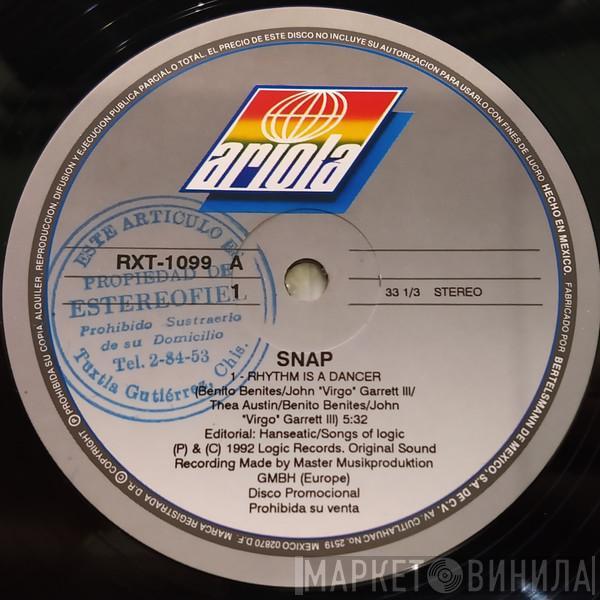 © PROHIBIDA SU COPIA, ALQUILER, REPRODUCCION, DIFUSION Y EJECUCION PUBLICA PARCIAL O TOTAL. EL PRECIO DE ESTE DISCO NO INCLUYE SU AUTORIZACION PARA USARLO CON FINES DE LUCRO HECHO EN MEXICO. FABRICADO POR BERTELSMANN DE MEXICO, S.A. DE C.V. AV. CUITLAHUAC No. 2519 MEXICO 02870 D.F. MARCA REGISTRADA D.R. © COPYRIGHT ℗
ariola
ESTE ARTICULO ES
PROPIEDAD DE
ESTEREOFIEL
Prohibido Sustraerlo
de su Domicilio
Tel. 2-84-53
Tuxtla Gutiérrez, Chis.
RXT-1099 A
1
33 1/3 STEREO
SNAP
1 - RHYTHM IS A DANCER
(Benito Benites/John "Virgo" Garrett III/
Thea Austin/Benito Benites/John
"Virgo" Garrett III) 5:32
Editorial: Hanseatic/Songs of logic
(P) & (C) 1992 Logic Records. Original Sound
Recording Made by Master Musikproduktion
GMBH (Europe)
Disco Promocional
Prohibida su venta
МАРКЕТ ВИНИЛА